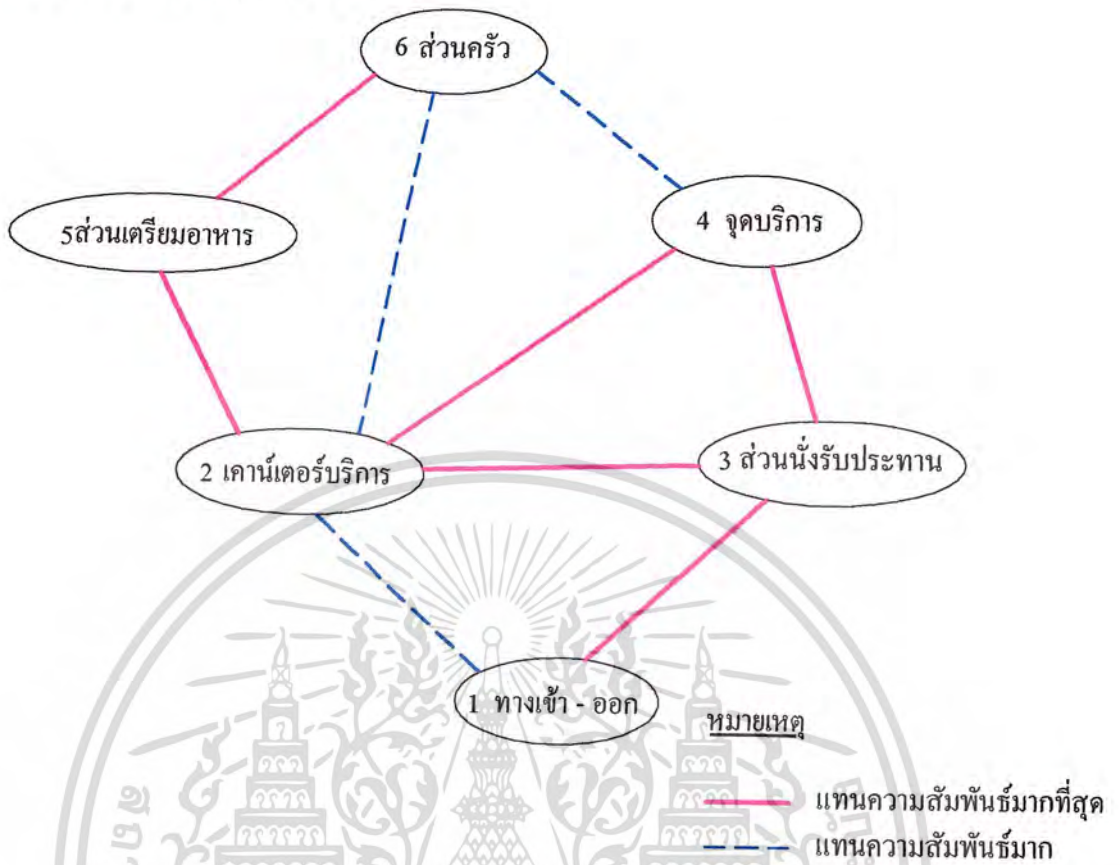 6 ส่วนครัว
5ส่วนเตรียมอาหาร
4 จุดบริการ
2 เคาน์เตอร์บริการ
3 ส่วนนั่งรับประทาน
1 ทางเข้า - ออก
หมายเหตุ
แทนความสัมพันธ์มากที่สุด
แทนความสัมพันธ์มาก